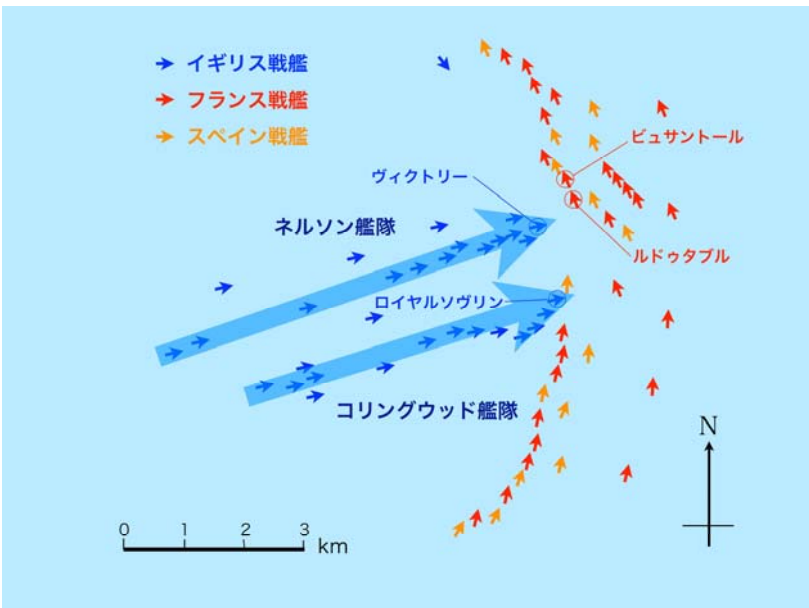 イギリス戦艦
フランス戦艦
スペイン戦艦
ビュサントール
ヴィクトリー
ネルソン艦隊
ルドゥタブル
ロイヤルソヴリン
コリングウッド艦隊
N
0 1 2 3
km